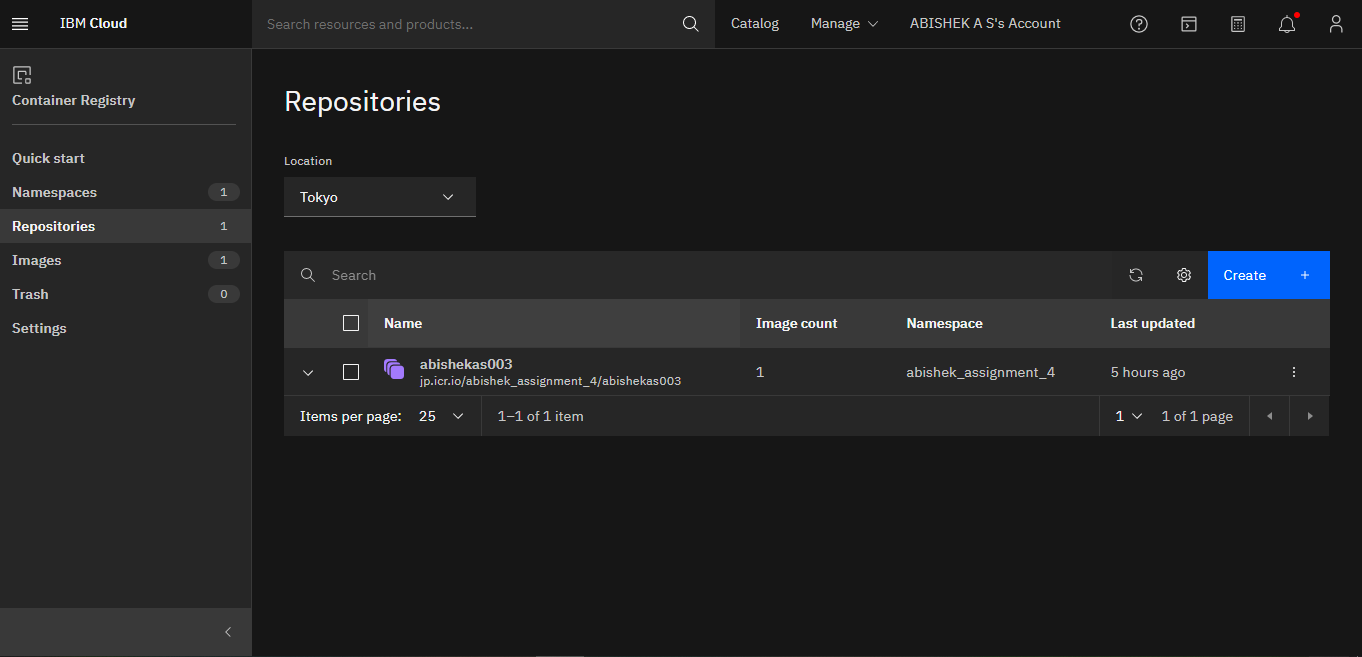 IBM Cloud
Search resources and products...
Catalog
Manage
ABISHEK A S's Account
Container Registry
Quick start
Namespaces 1
Repositories 1
Images 1
Trash 0
Settings
Repositories
Location
Tokyo
Search
Create +
Name Image count Namespace Last updated
abishekas003 1 abishek_assignment_4 5 hours ago
jp.icr.io/abishek_assignment_4/abishekas003
Items per page: 25 1–1 of 1 item 1 1 of 1 page